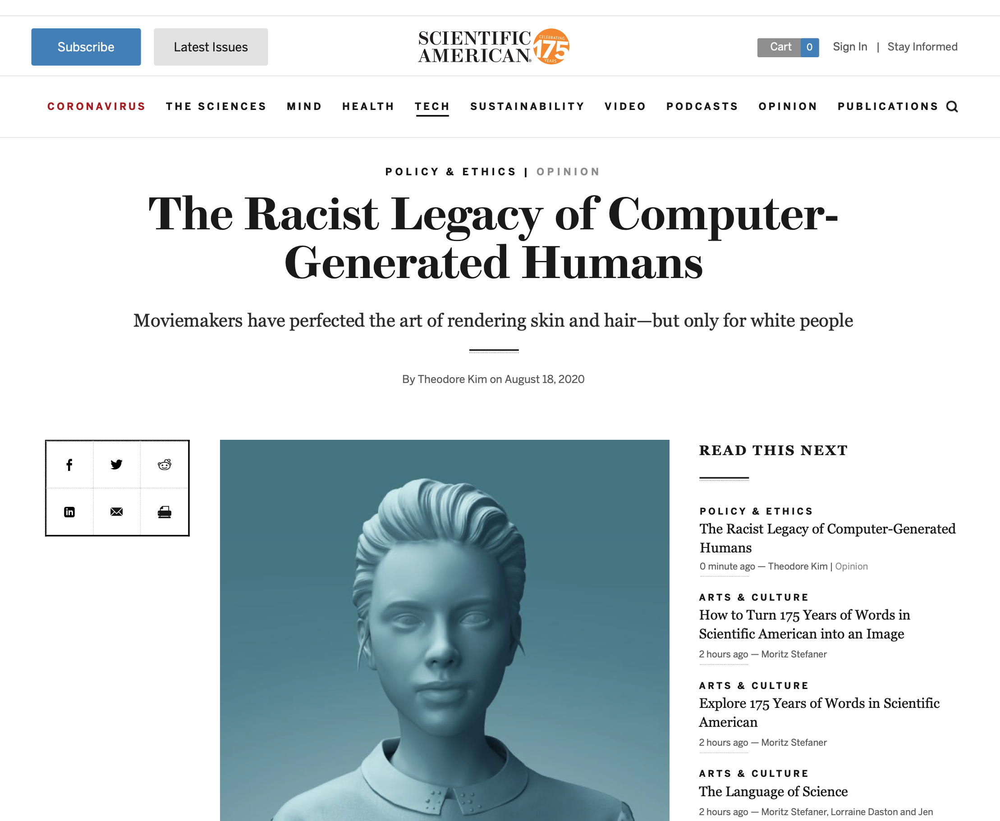 Subscribe
Latest Issues
SCIENTIFIC
AMERICAN®
CELEBRATING
175
YEARS
Cart 0
Sign In | Stay Informed
CORONAVIRUS THE SCIENCES MIND HEALTH TECH SUSTAINABILITY VIDEO PODCASTS OPINION PUBLICATIONS
POLICY & ETHICS | OPINION
The Racist Legacy of Computer-
Generated Humans
Moviemakers have perfected the art of rendering skin and hair—but only for white people
By Theodore Kim on August 18, 2020
f
in
READ THIS NEXT
POLICY & ETHICS
The Racist Legacy of Computer-Generated
Humans
0 minute ago — Theodore Kim | Opinion
ARTS & CULTURE
How to Turn 175 Years of Words in
Scientific American into an Image
2 hours ago — Moritz Stefaner
ARTS & CULTURE
Explore 175 Years of Words in Scientific
American
2 hours ago — Moritz Stefaner
ARTS & CULTURE
The Language of Science
2 hours ago — Moritz Stefaner, Lorraine Daston and Jen